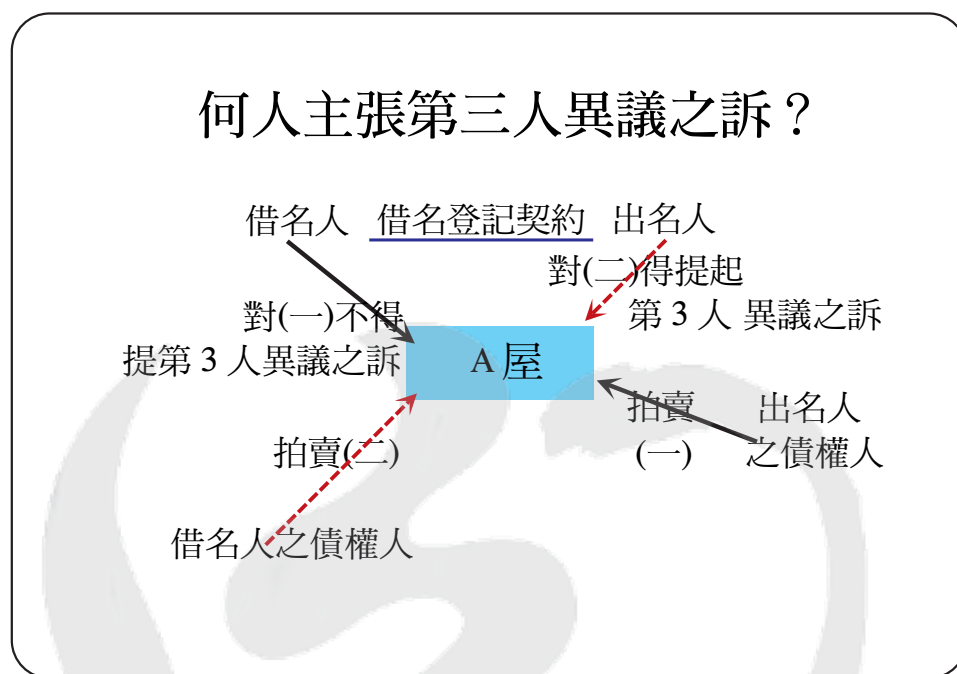 何人主張第三人異議之訴？
借名人 借名登記契約 出名人
對(二)得提起
第 3 人 異議之訴
對(一)不得
提第 3 人異議之訴
A屋
拍賣
(一)
出名人
之債權人
拍賣(二)
借名人之債權人